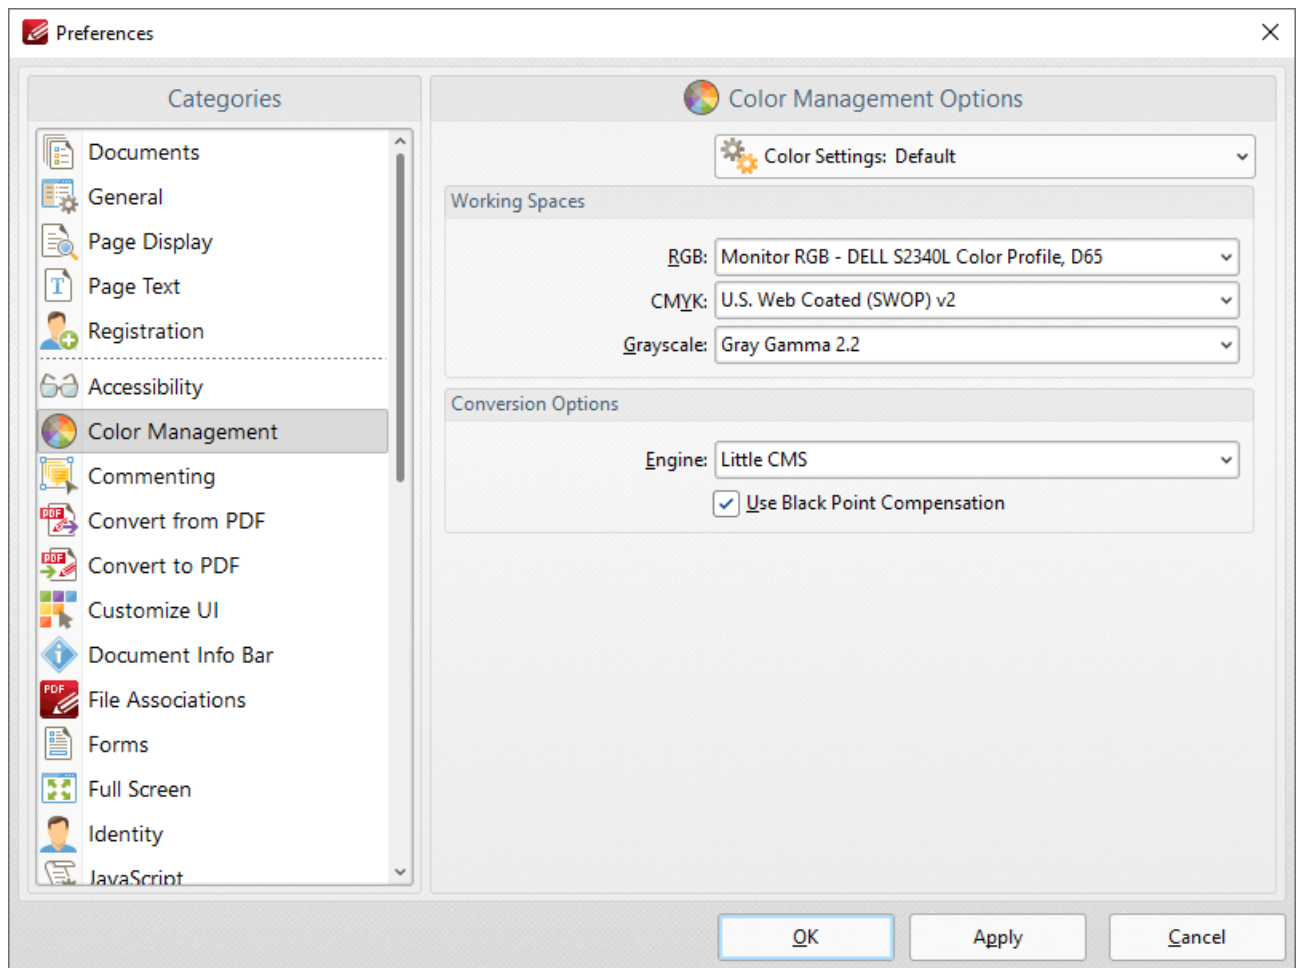 Preferences
Categories
Documents
General
Page Display
Page Text
Registration
Accessibility
Color Management
Commenting
PDF
Convert from PDF
PDF
Convert to PDF
Customize UI
Document Info Bar
PDF
File Associations
Forms
Full Screen
Identity
JavaScript
Color Management Options
Color Settings: Default
Working Spaces
RGB: Monitor RGB - DELL S2340L Color Profile, D65
CMYK: U.S. Web Coated (SWOP) v2
Grayscale: Gray Gamma 2.2
Conversion Options
Engine: Little CMS
Use Black Point Compensation
OK Apply Cancel